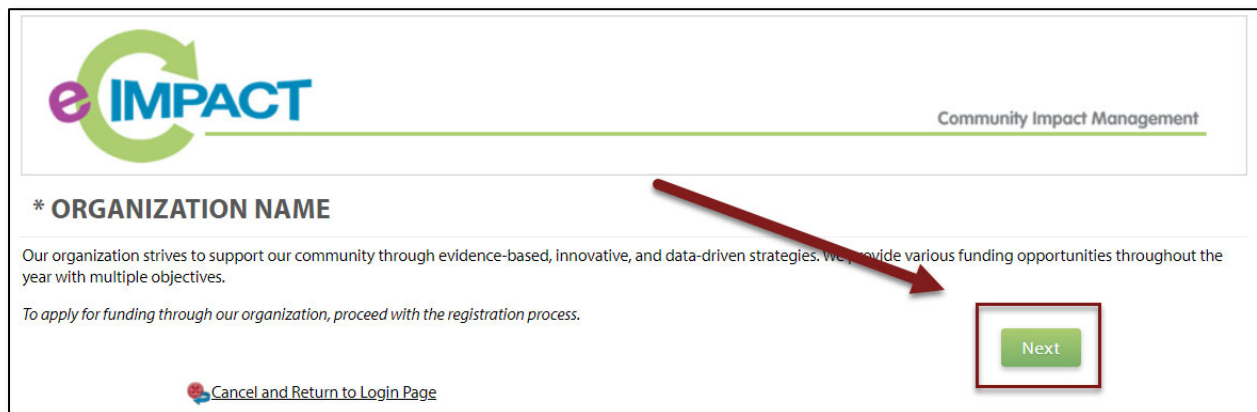 e IMPACT
Community Impact Management
* ORGANIZATION NAME
Our organization strives to support our community through evidence-based, innovative, and data-driven strategies. We provide various funding opportunities throughout the
year with multiple objectives.
To apply for funding through our organization, proceed with the registration process.
Next
Cancel and Return to Login Page